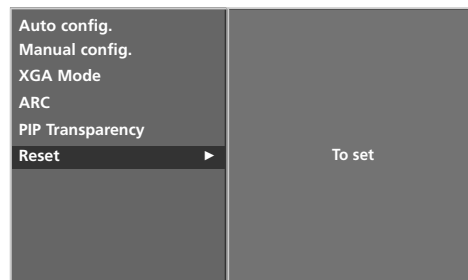 Auto config.
Manual config.
XGA Mode
ARC
PIP Transparency
Reset ►
To set